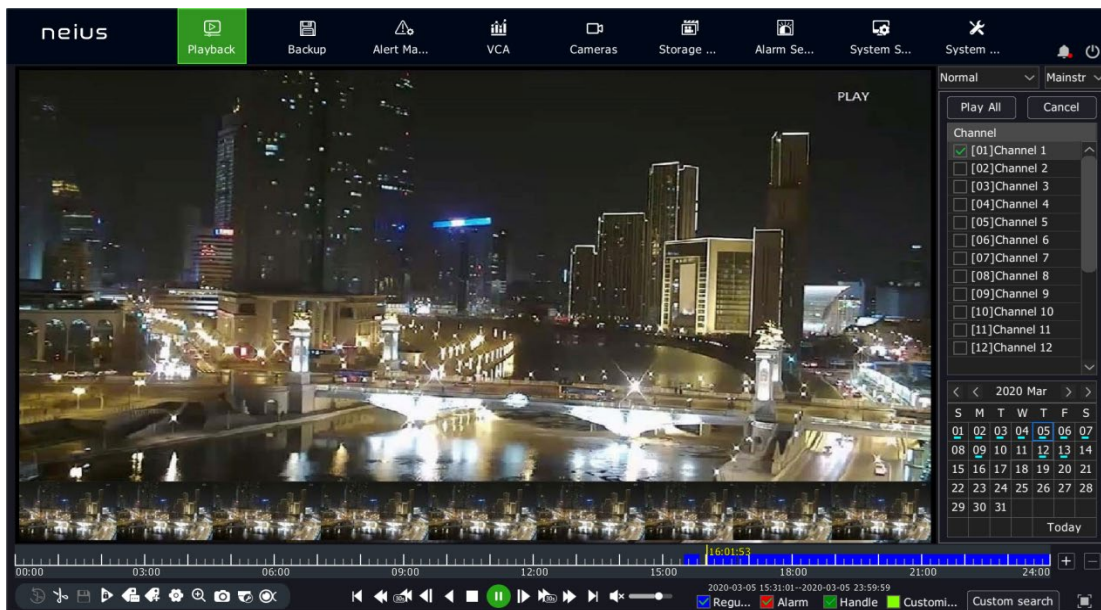 neius
Playback
Backup
Alert Ma...
VCA
Cameras
Storage ...
Alarm Se...
System S...
System ...
PLAY
Normal
Mainstr
Play All
Cancel
Channel
[01]Channel 1
[02]Channel 2
[03]Channel 3
[04]Channel 4
[05]Channel 5
[06]Channel 6
[07]Channel 7
[08]Channel 8
[09]Channel 9
[10]Channel 10
[11]Channel 11
[12]Channel 12
2020 Mar
S M T W T F S
01 02 03 04 05 06 07
08 09 10 11 12 13 14
15 16 17 18 19 20 21
22 23 24 25 26 27 28
29 30 31
Today
16:01:53
00:00 03:00 06:00 09:00 12:00 15:00 18:00 21:00 24:00
30s
30s
2020-03-05 15:31:01--2020-03-05 23:59:59
Regu...
Alarm
Handle
Customi...
Custom search